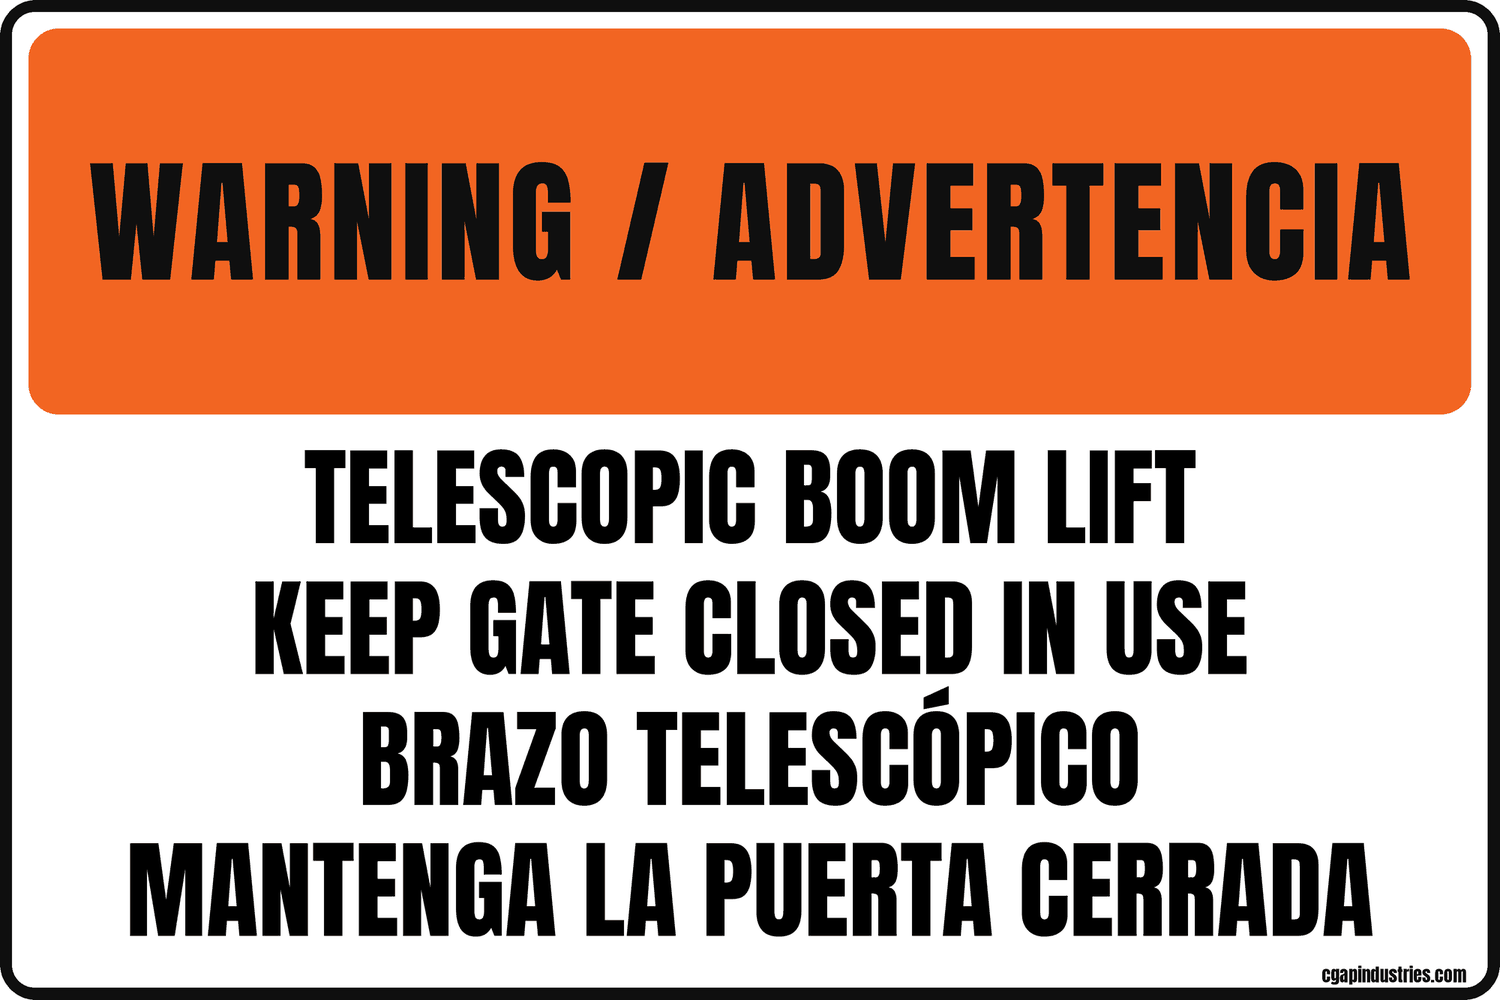 WARNING / ADVERTENCIA
TELESCOPIC BOOM LIFT
KEEP GATE CLOSED IN USE
BRAZO TELESCÓPICO
MANTENGA LA PUERTA CERRADA
cgapindustries.com